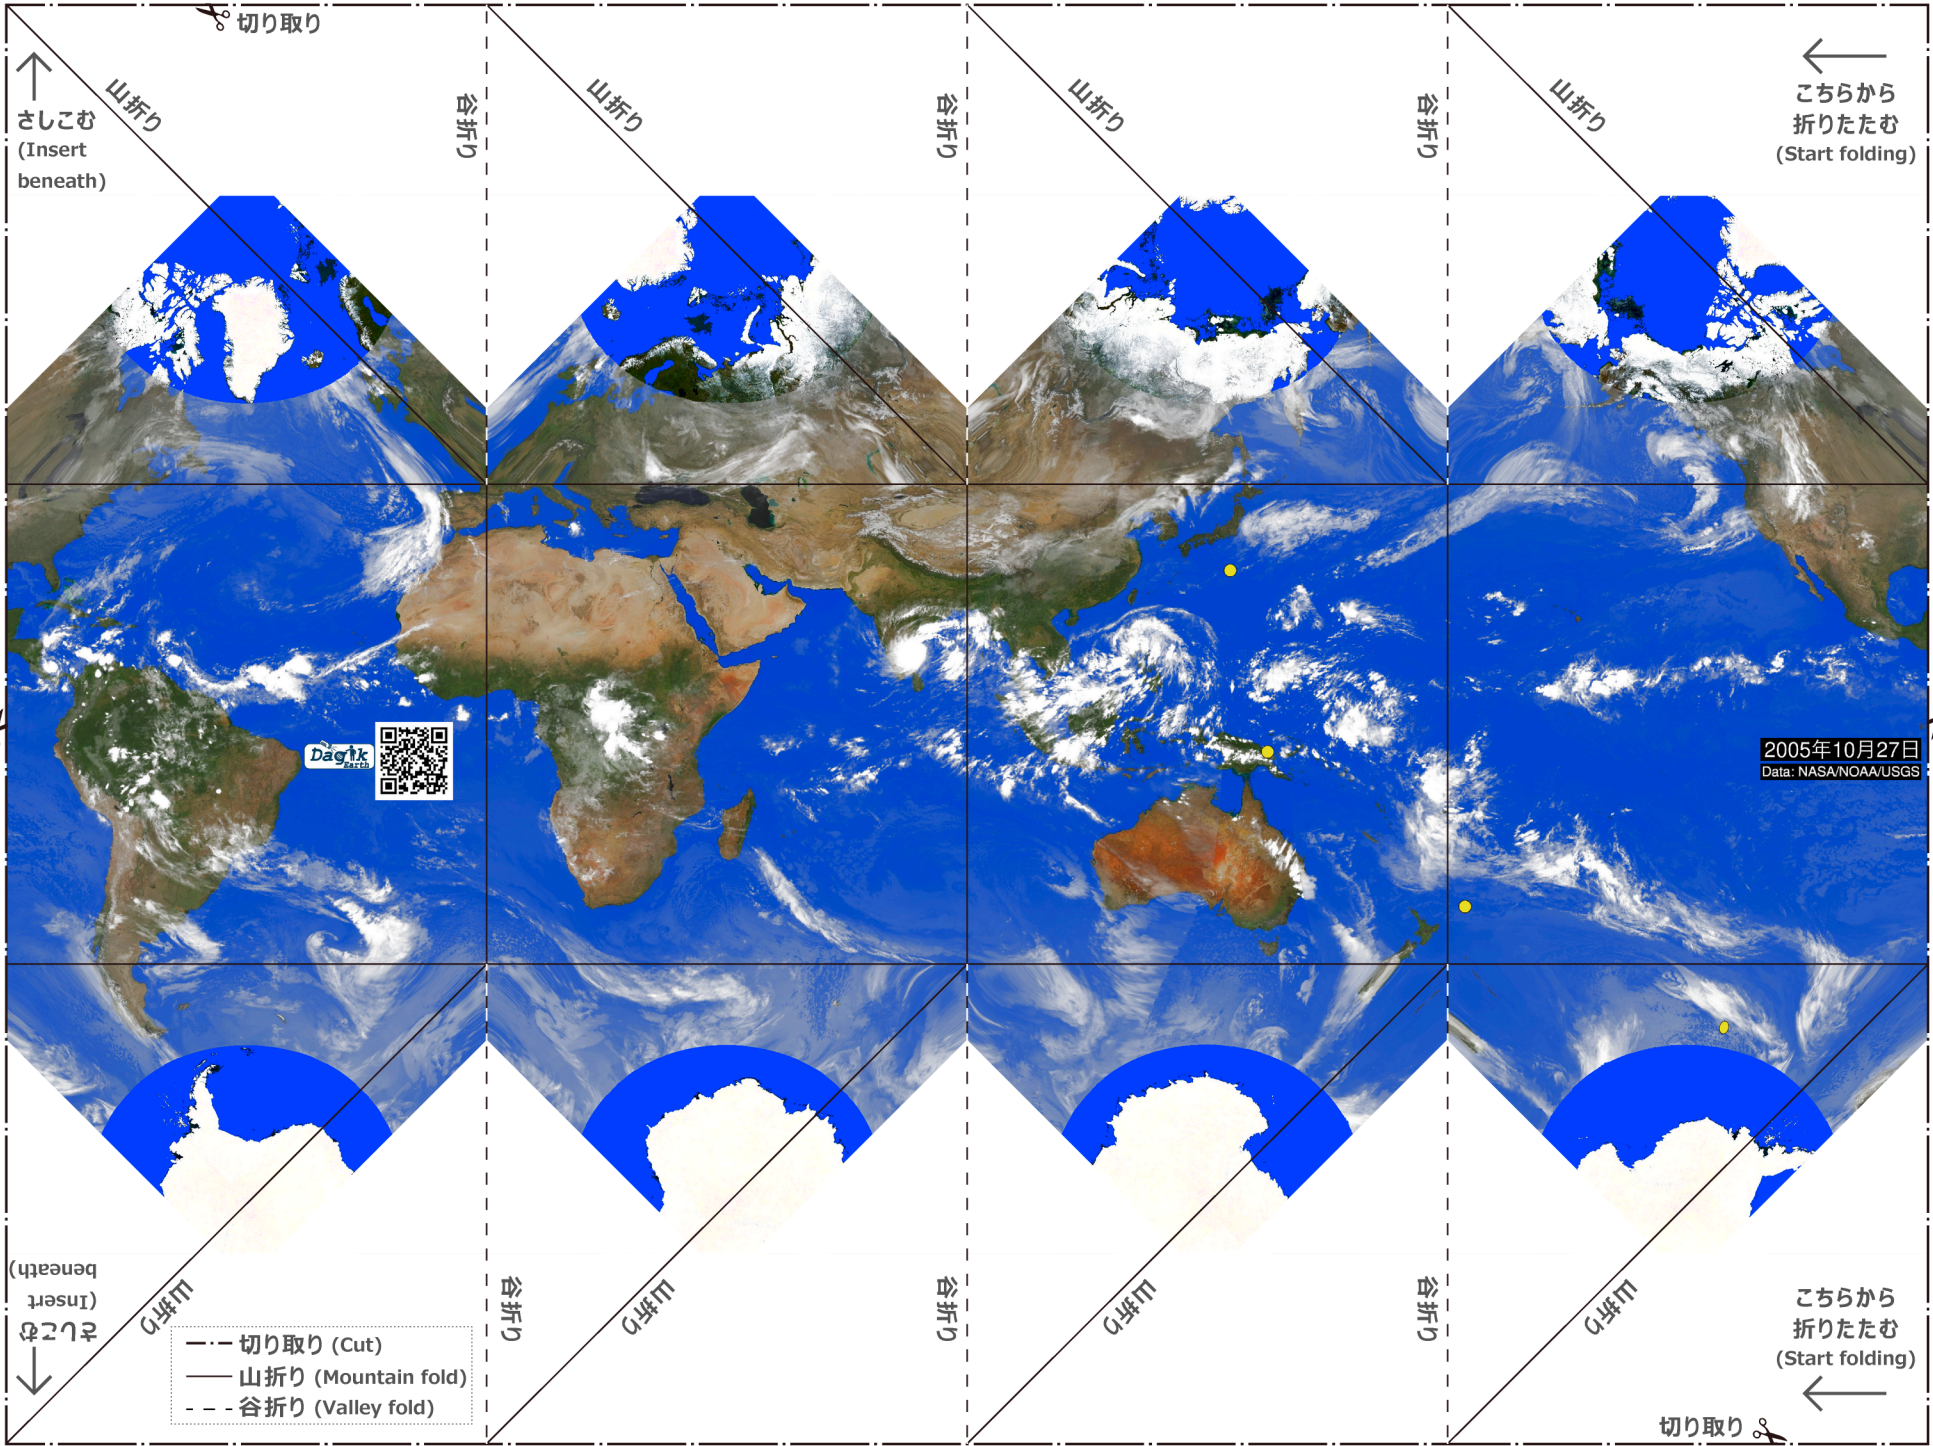 切り取り
山折り
谷折り
山折り
谷折り
山折り
谷折り
山折り
さしこむ
(Insert
beneath)
こちらから
折りたたむ
(Start folding)
Dagik
Earth
2005年10月27日
Data: NASA/NOAA/USGS
さしこむ
(Insert
beneath)
山折り
谷折り
山折り
谷折り
山折り
谷折り
山折り
こちらから
折りたたむ
(Start folding)
切り取り (Cut)
山折り (Mountain fold)
谷折り (Valley fold)
切り取り